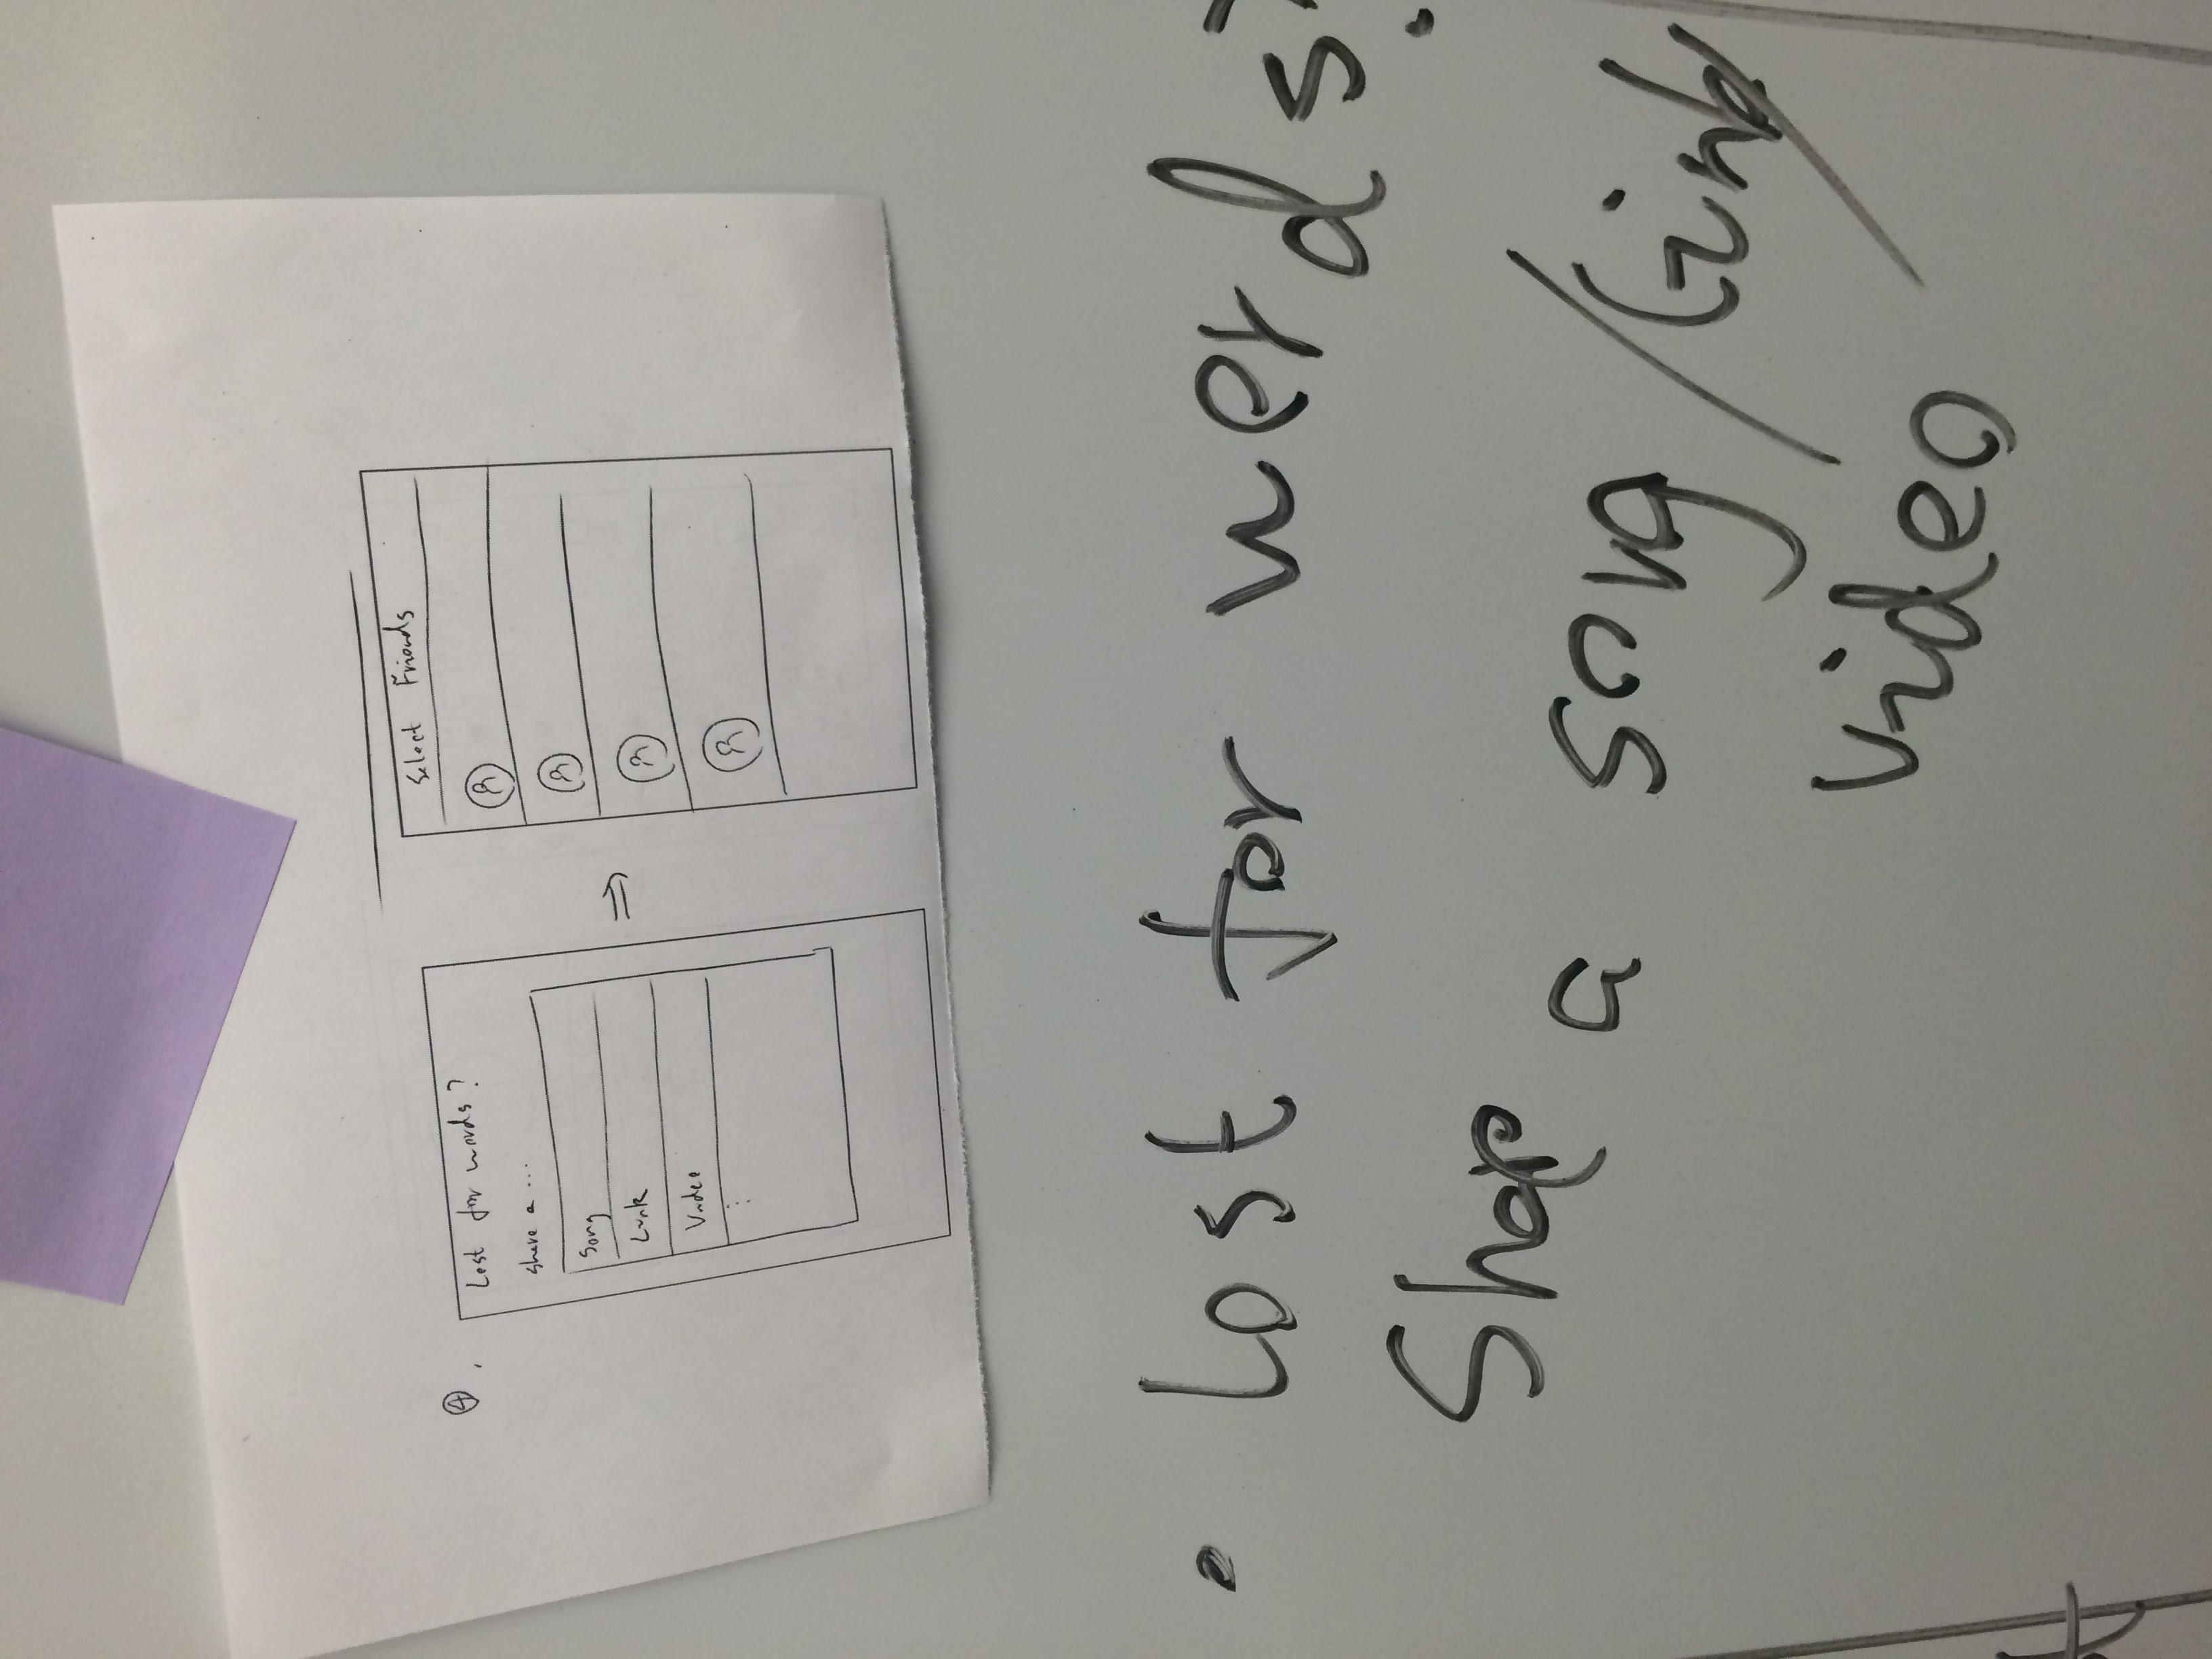 4.
Lost for words?
share a ...
Song
Link
Video
Select Friends
• Lost for words?
Share a song / Link /
Video